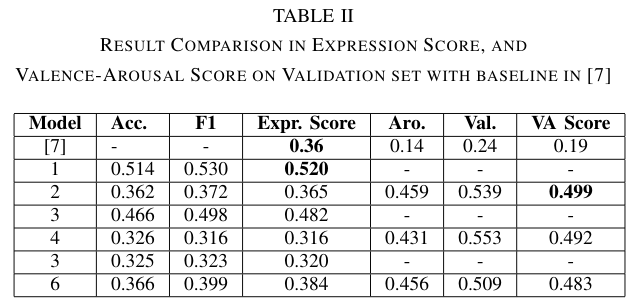 TABLE II
RESULT COMPARISON IN EXPRESSION SCORE, AND
VALENCE-AROUSAL SCORE ON VALIDATION SET WITH BASELINE IN [7]
Model Acc. F1 Expr. Score Aro. Val. VA Score
[7] - - 0.36 0.14 0.24 0.19
1 0.514 0.530 0.520 - - -
2 0.362 0.372 0.365 0.459 0.539 0.499
3 0.466 0.498 0.482 - - -
4 0.326 0.316 0.316 0.431 0.553 0.492
3 0.325 0.323 0.320 - - -
6 0.366 0.399 0.384 0.456 0.509 0.483